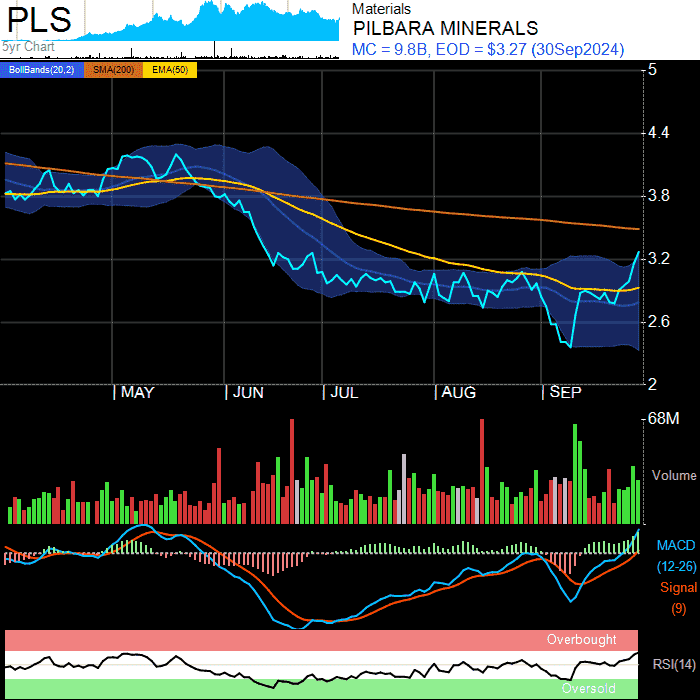 PLS
5yr Chart
Materials
PILBARA MINERALS
MC = 9.8B, EOD = $3.27 (30Sep2024)
BollBands(20,2) SMA(200) EMA(50)
5
4.4
3.8
3.2
2.6
2
MAY JUN JUL AUG SEP
68M
Volume
MACD
(12-26)
Signal
(9)
Overbought
RSI(14)
Oversold